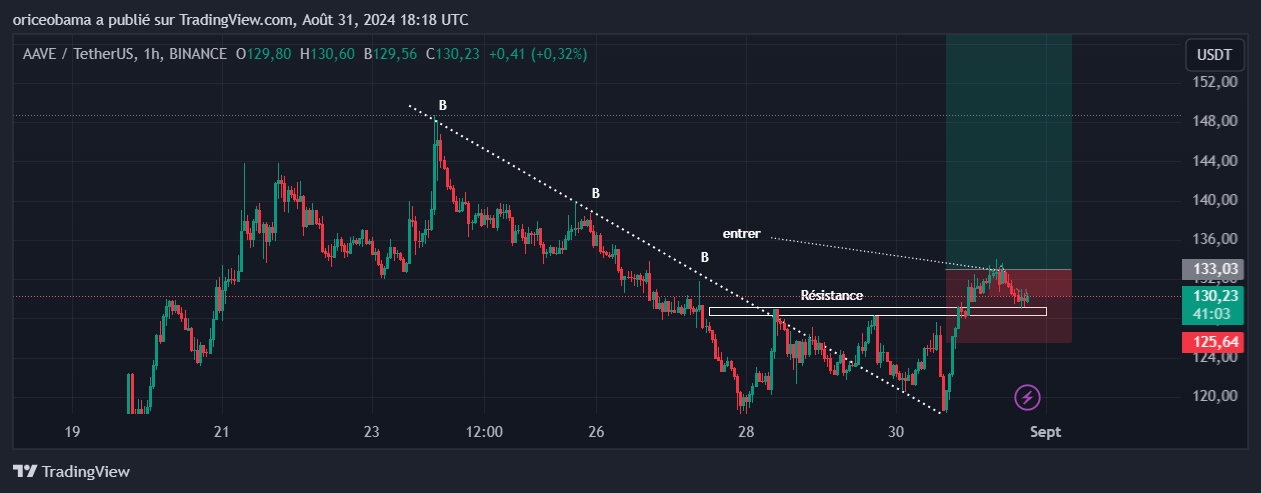 oriceobama a publié sur TradingView.com, Août 31, 2024 18:18 UTC
AAVE / TetherUS, 1h, BINANCE O129,80 H130,60 B129,56 C130,23 +0,41 (+0,32%)
USDT
152,00
148,00
144,00
140,00
136,00
133,03
132,00
130,23
41:03
125,64
124,00
120,00
B
B
B
entrer
Résistance
19 21 23 12:00 26 28 30 Sept
TradingView